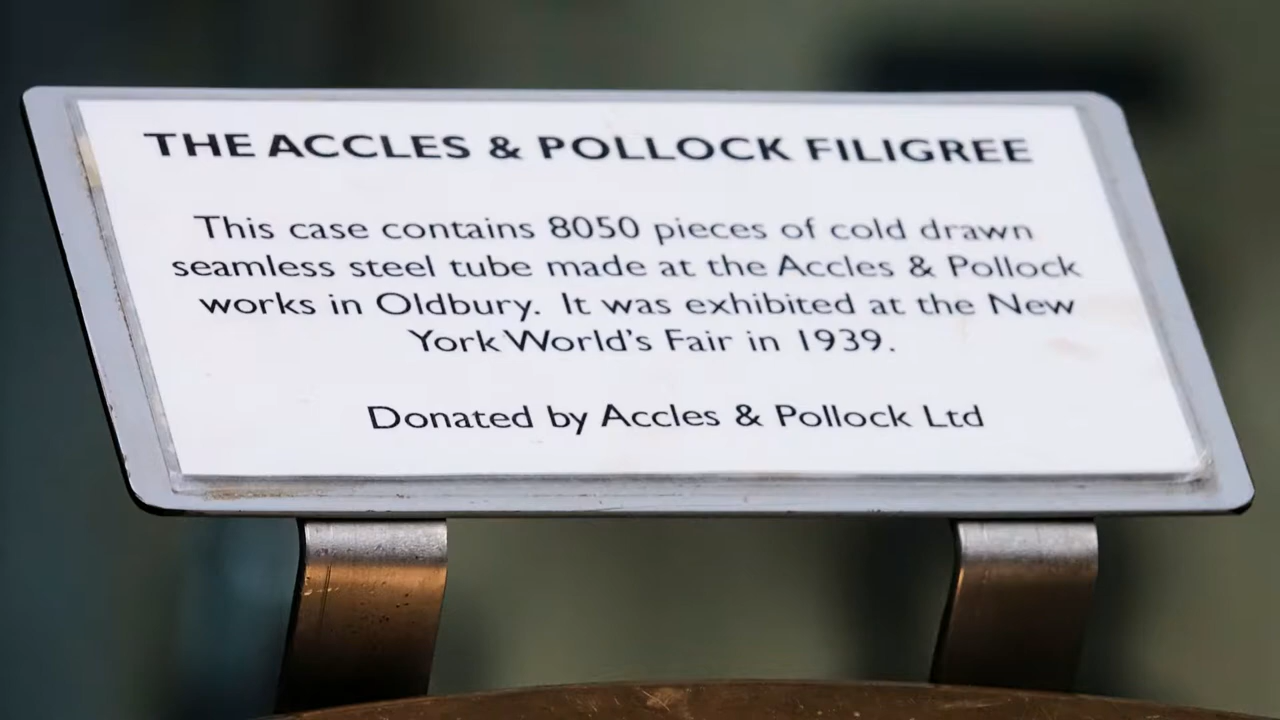 THE ACCLES & POLLOCK FILIGREE
This case contains 8050 pieces of cold drawn
seamless steel tube made at the Accles & Pollock
works in Oldbury. It was exhibited at the New
York World's Fair in 1939.
Donated by Accles & Pollock Ltd